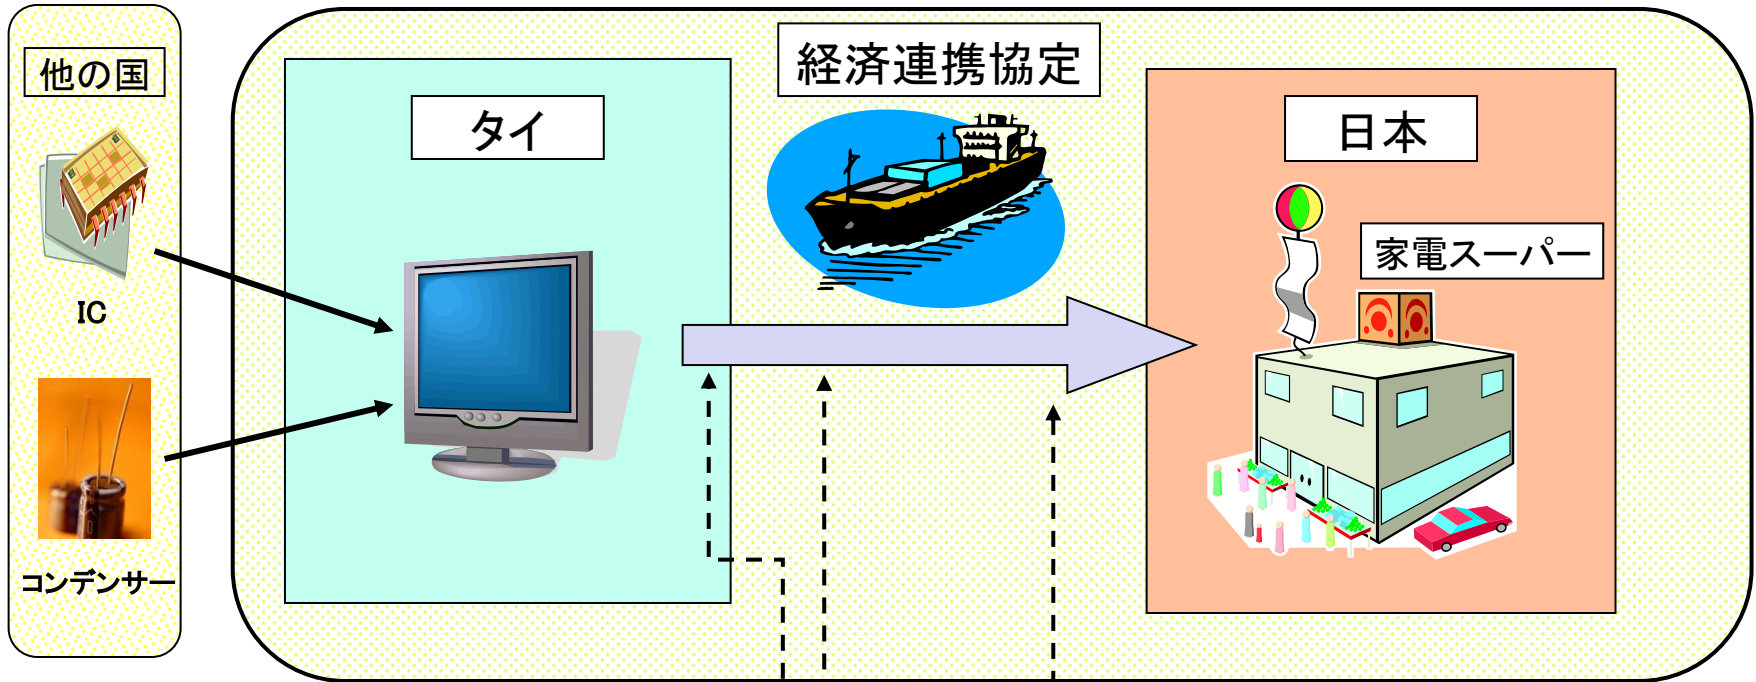 他の国
IC
コンデンサー
経済連携協定
タイ
日本
家電スーパー